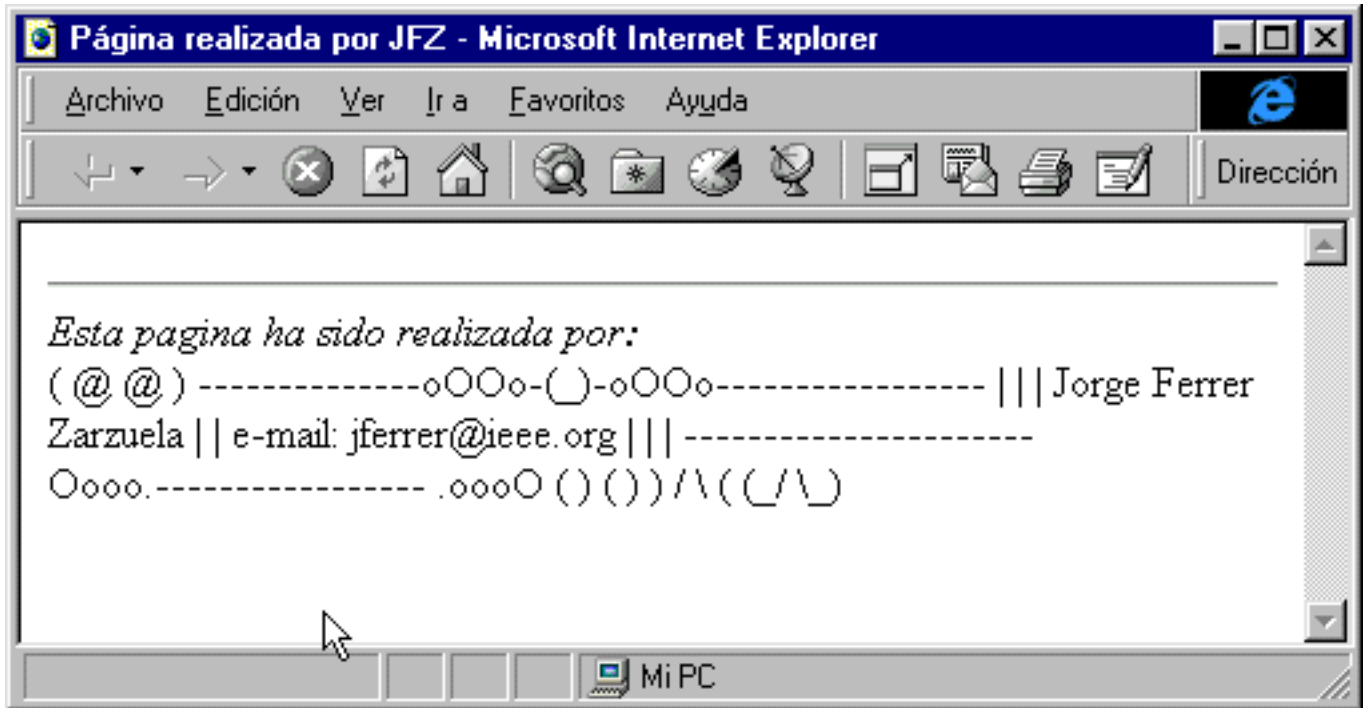 Página realizada por JFZ - Microsoft Internet Explorer
Archivo Edición Ver Ir a Favoritos Ayuda
Dirección
Esta pagina ha sido realizada por:
( @ @ ) --------------oOOo-(_)-oOOo----------------- | | | Jorge Ferrer
Zarzuela | | e-mail: jferrer@ieee.org | | | ----------------------
Oooo.----------------- .oooO ( ) ( ) ) / \ ( (_/ \_)
Mi PC